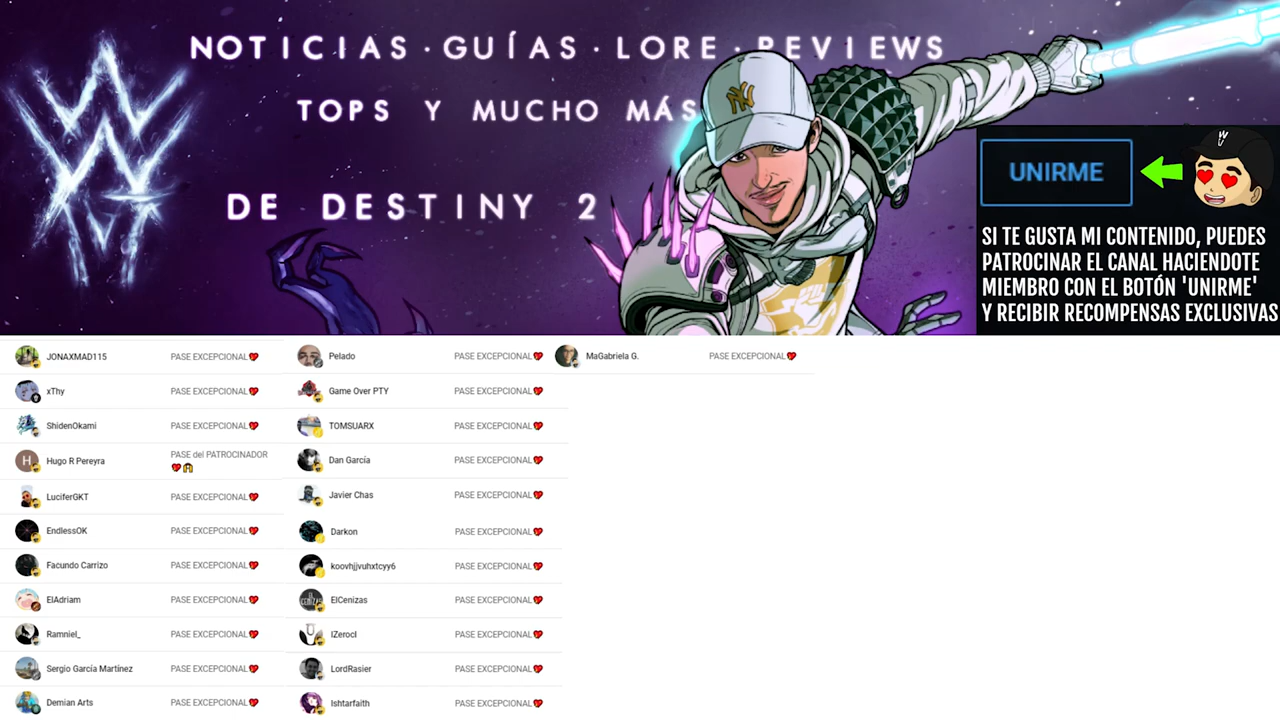 NOTICIAS · GUÍAS · LORE · REVIEWS
TOPS Y MUCHO MÁS
DE DESTINY 2
UNIRME
SI TE GUSTA MI CONTENIDO, PUEDES
PATROCINAR EL CANAL HACIENDOTE
MIEMBRO CON EL BOTÓN 'UNIRME'
Y RECIBIR RECOMPENSAS EXCLUSIVAS
JONAXMAD115 PASE EXCEPCIONAL
xThy PASE EXCEPCIONAL
ShidenOkami PASE EXCEPCIONAL
H Hugo R Pereyra PASE del PATROCINADOR
LuciferGKT PASE EXCEPCIONAL
EndlessOK PASE EXCEPCIONAL
Facundo Carrizo PASE EXCEPCIONAL
ElAdriam PASE EXCEPCIONAL
Ramniel_ PASE EXCEPCIONAL
Sergio García Martínez PASE EXCEPCIONAL
Demian Arts PASE EXCEPCIONAL
Pelado PASE EXCEPCIONAL
Game Over PTY PASE EXCEPCIONAL
TOMSUARX PASE EXCEPCIONAL
Dan García PASE EXCEPCIONAL
Javier Chas PASE EXCEPCIONAL
Darkon PASE EXCEPCIONAL
koovhjjvuhxtcyy6 PASE EXCEPCIONAL
ElCenizas PASE EXCEPCIONAL
IZerocl PASE EXCEPCIONAL
LordRasier PASE EXCEPCIONAL
Ishtarfaith PASE EXCEPCIONAL
MaGabriela G. PASE EXCEPCIONAL